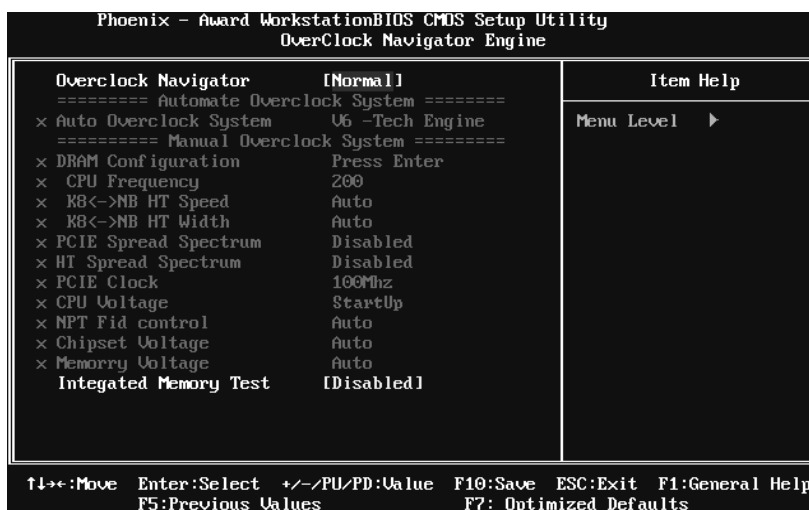 Phoenix - Award WorkstationBIOS CMOS Setup Utility
OverClock Navigator Engine
Overclock Navigator [Normal]
========= Automate Overclock System ========
x Auto Overclock System V6 -Tech Engine
========== Manual Overclock System =========
x DRAM Configuration Press Enter
x CPU Frequency 200
x K8<->NB HT Speed Auto
x K8<->NB HT Width Auto
x PCIE Spread Spectrum Disabled
x HT Spread Spectrum Disabled
x PCIE Clock 100Mhz
x CPU Voltage StartUp
x NPT Fid control Auto
x Chipset Voltage Auto
x Memorry Voltage Auto
Integated Memory Test [Disabled]
Item Help
Menu Level ▶
↑↓→←:Move Enter:Select +/-/PU/PD:Value F10:Save ESC:Exit F1:General Help
F5:Previous Values F7: Optimized Defaults